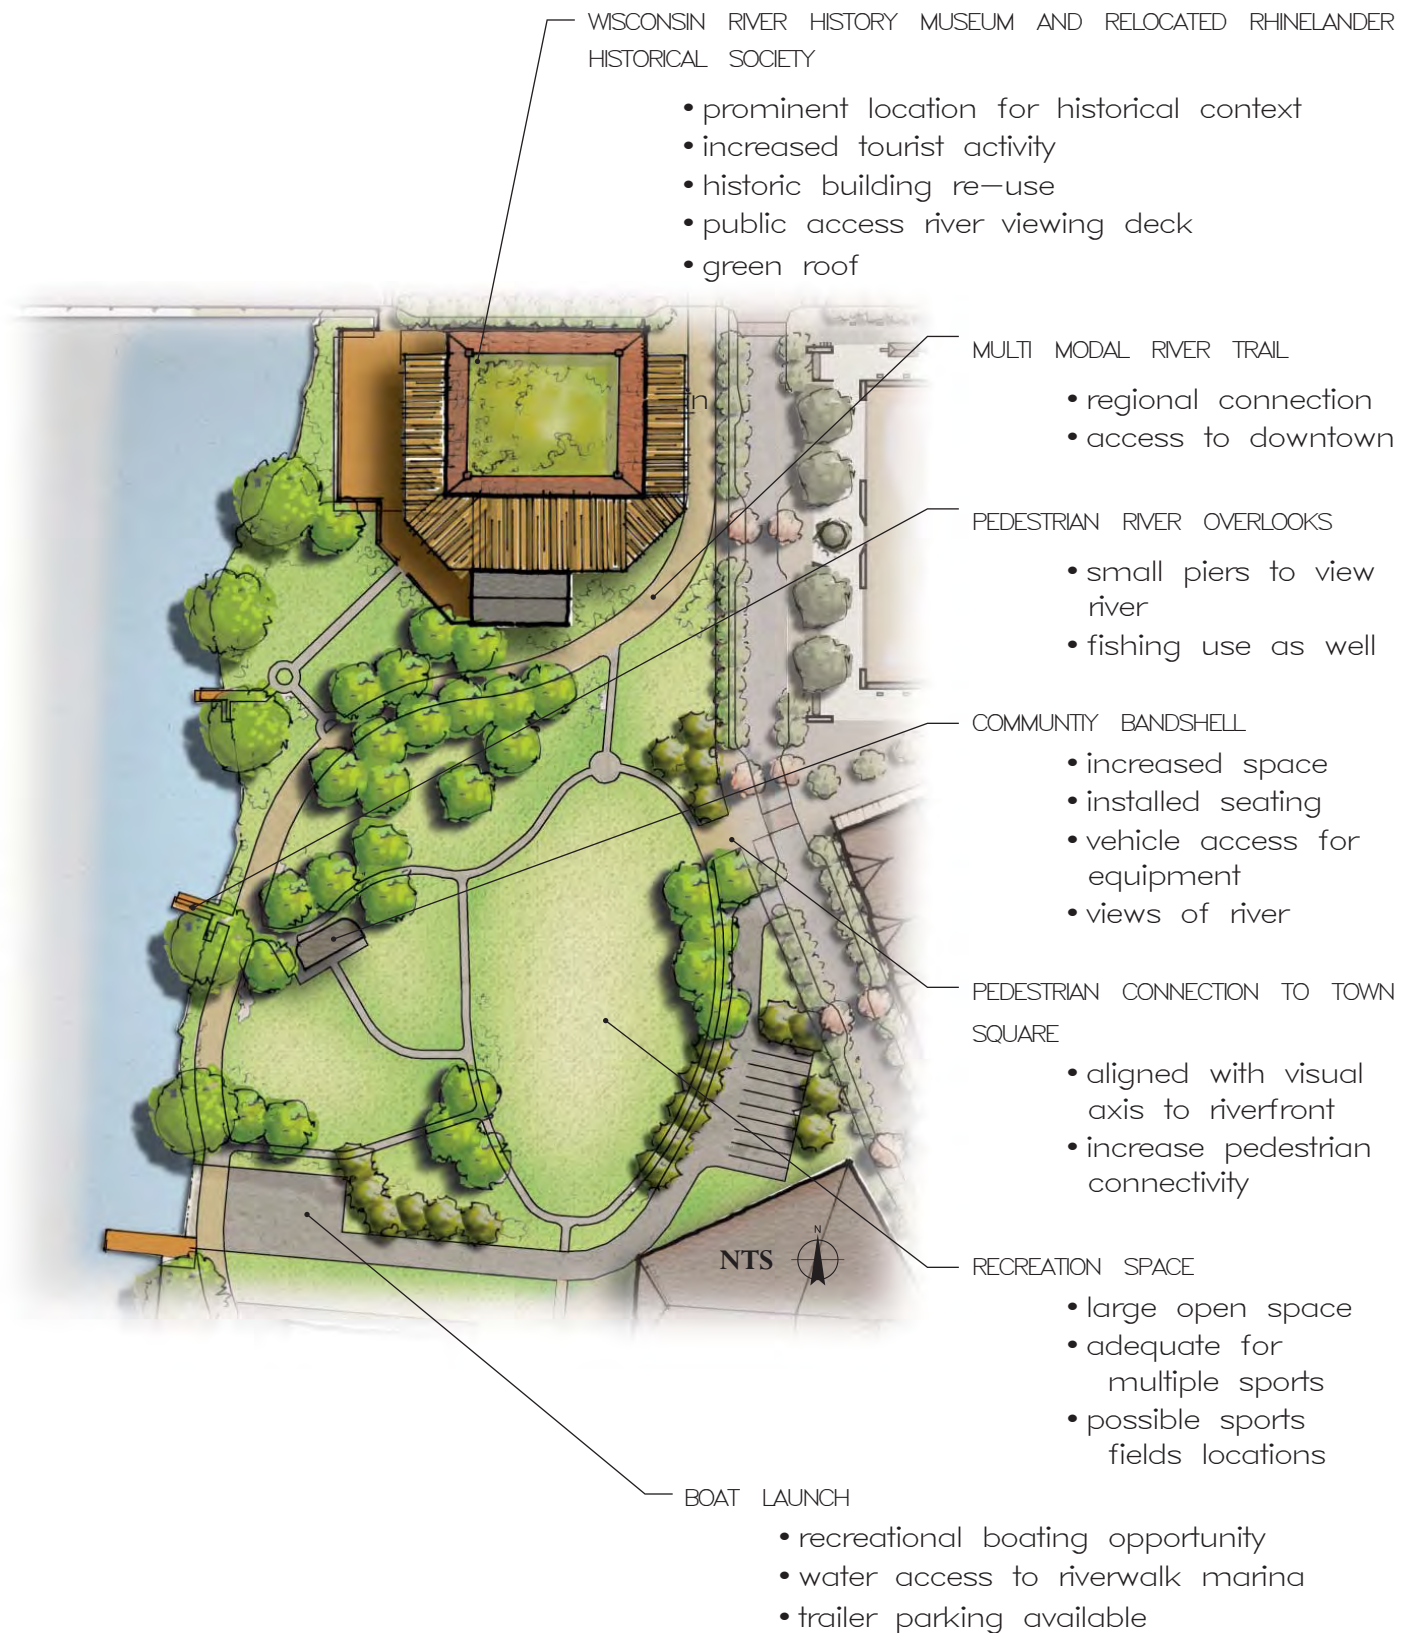 WISCONSIN RIVER HISTORY MUSEUM AND RELOCATED RHINELANDER
HISTORICAL SOCIETY
• prominent location for historical context
• increased tourist activity
• historic building re-use
• public access river viewing deck
• green roof
MULTI MODAL RIVER TRAIL
• regional connection
• access to downtown
n
PEDESTRIAN RIVER OVERLOOKS
• small piers to view
river
• fishing use as well
COMMUNTIY BANDSHELL
• increased space
• installed seating
• vehicle access for
equipment
• views of river
PEDESTRIAN CONNECTION TO TOWN
SQUARE
• aligned with visual
axis to riverfront
• increase pedestrian
connectivity
N
NTS
RECREATION SPACE
• large open space
• adequate for
multiple sports
• possible sports
fields locations
BOAT LAUNCH
• recreational boating opportunity
• water access to riverwalk marina
• trailer parking available